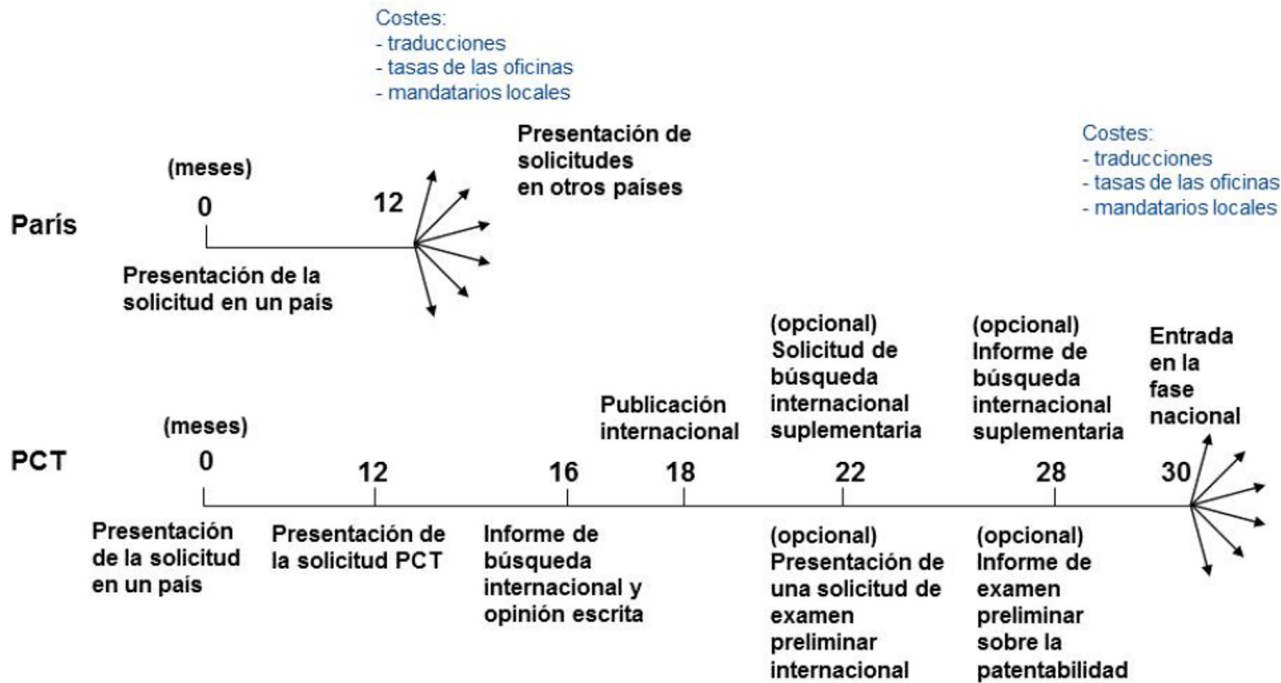 Costes:
- traducciones
- tasas de las oficinas
- mandatarios locales
Presentación de
solicitudes
en otros países
Costes:
- traducciones
- tasas de las oficinas
- mandatarios locales
(meses)
0
12
París
Presentación de la
solicitud en un país
(opcional)
Solicitud de
búsqueda
internacional
suplementaria
(opcional)
Informe de
búsqueda
internacional
suplementaria
Entrada
en la
fase
nacional
Publicación
internacional
(meses)
PCT
0
12
16
18
22
28
30
Presentación
de la solicitud
en un país
Presentación de
la solicitud PCT
Informe de
búsqueda
internacional y
opinión escrita
(opcional)
Presentación de
una solicitud de
examen
preliminar
internacional
(opcional)
Informe de
examen
preliminar
sobre la
patentabilidad